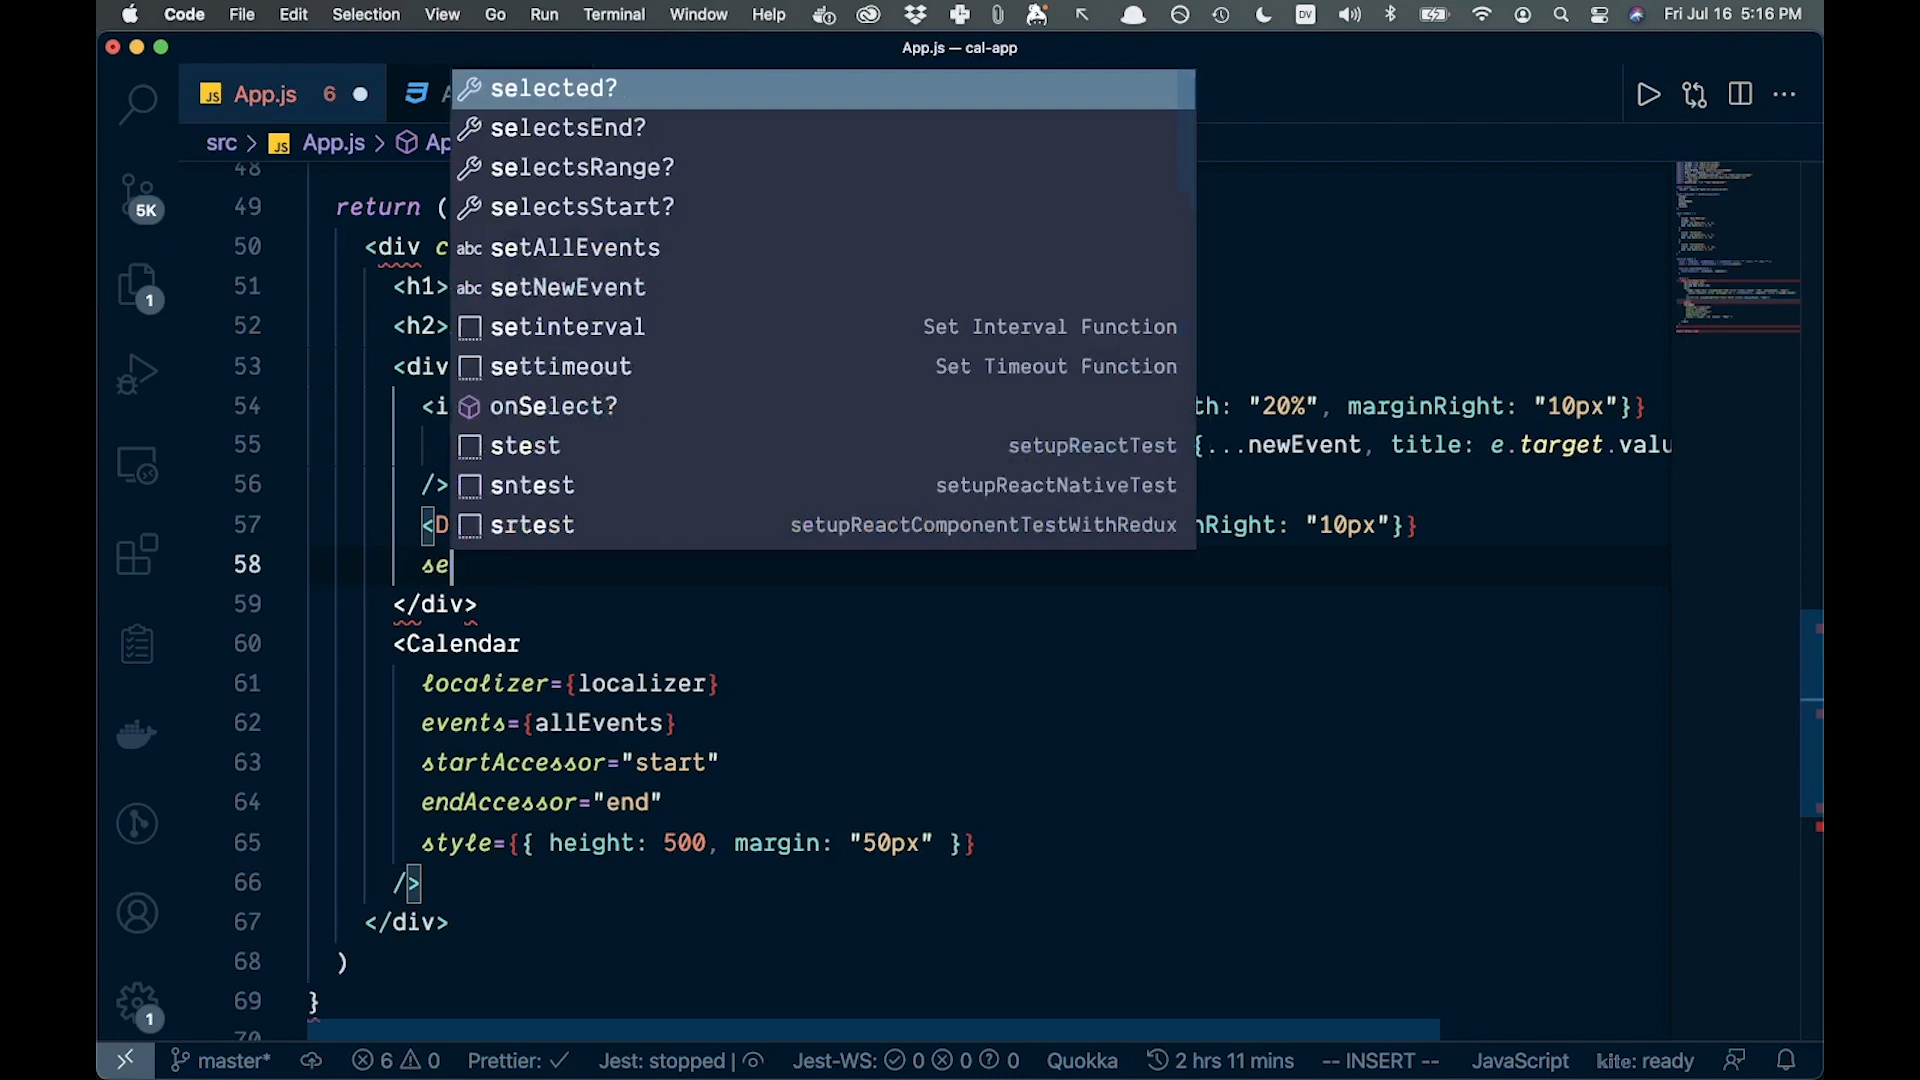 Code File Edit Selection View Go Run Terminal Window Help DV Fri Jul 16 5:16 PM
App.js — cal-app
JS App.js 6 A
src > JS App.js > Ap
selected?
selectsEnd?
selectsRange?
selectsStart?
abc setAllEvents
abc setNewEvent
setinterval Set Interval Function
settimeout Set Timeout Function
onSelect?
stest setupReactTest
sntest setupReactNativeTest
srtest setupReactComponentTestWithRedux
5K
1
1
48
49 return (
50 <div c
51 <h1>
52 <h2>
53 <div
54 <i th: "20%", marginRight: "10px"}}
55 {...newEvent, title: e.target.valu
56 />
57 <D nRight: "10px"}}
58 se
59 </div>
60 <Calendar
61 localizer={localizer}
62 events={allEvents}
63 startAccessor="start"
64 endAccessor="end"
65 style={{ height: 500, margin: "50px" }}
66 />
67 </div>
68 )
69 }
70
master* 6 0 Prettier: ✓ Jest: stopped | Jest-WS: 0 0 0 Quokka 2 hrs 11 mins -- INSERT -- JavaScript kite: ready